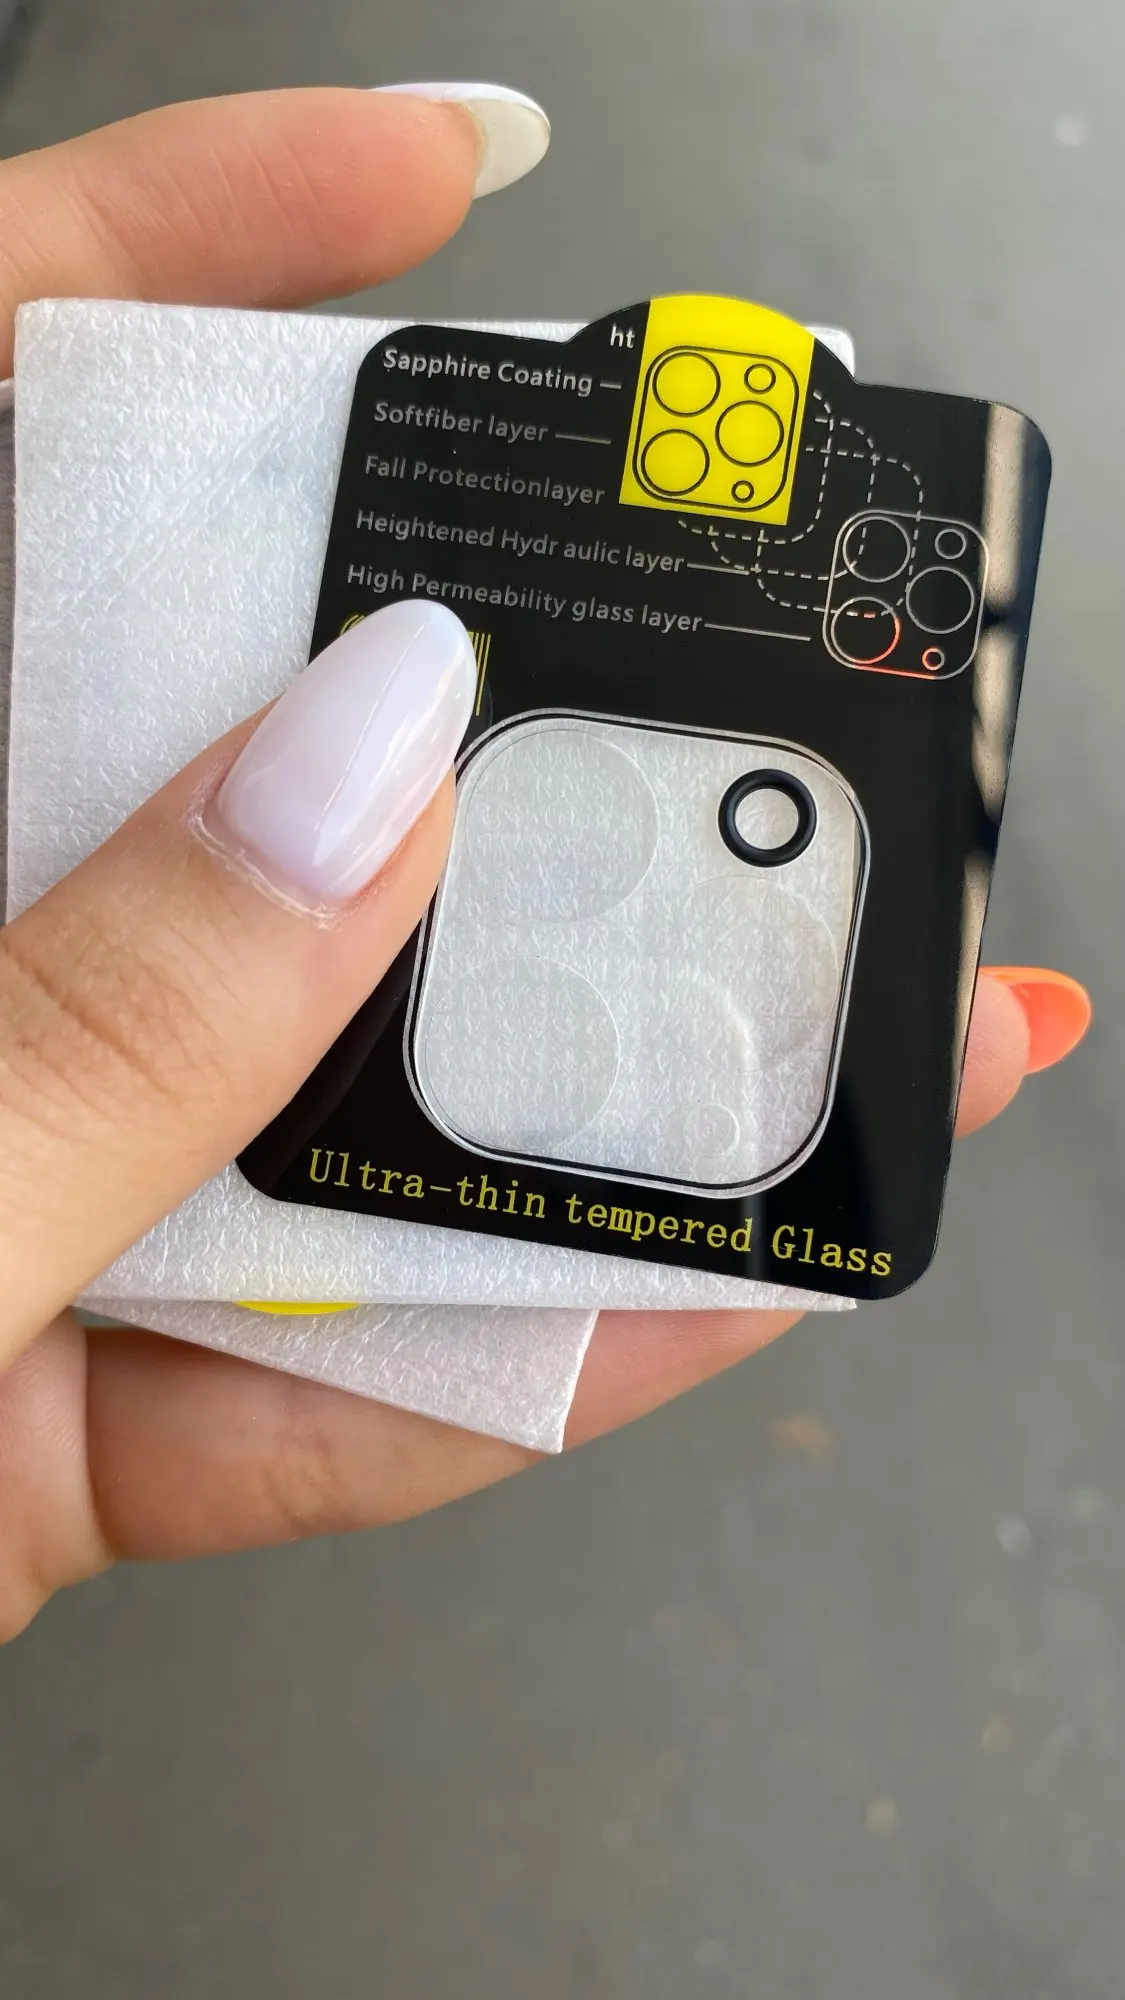 ht
Sapphire Coating
Softfiber layer
Fall Protectionlayer
Heightened Hydr aulic layer
High Permeability glass layer
Ultra-thin tempered Glass